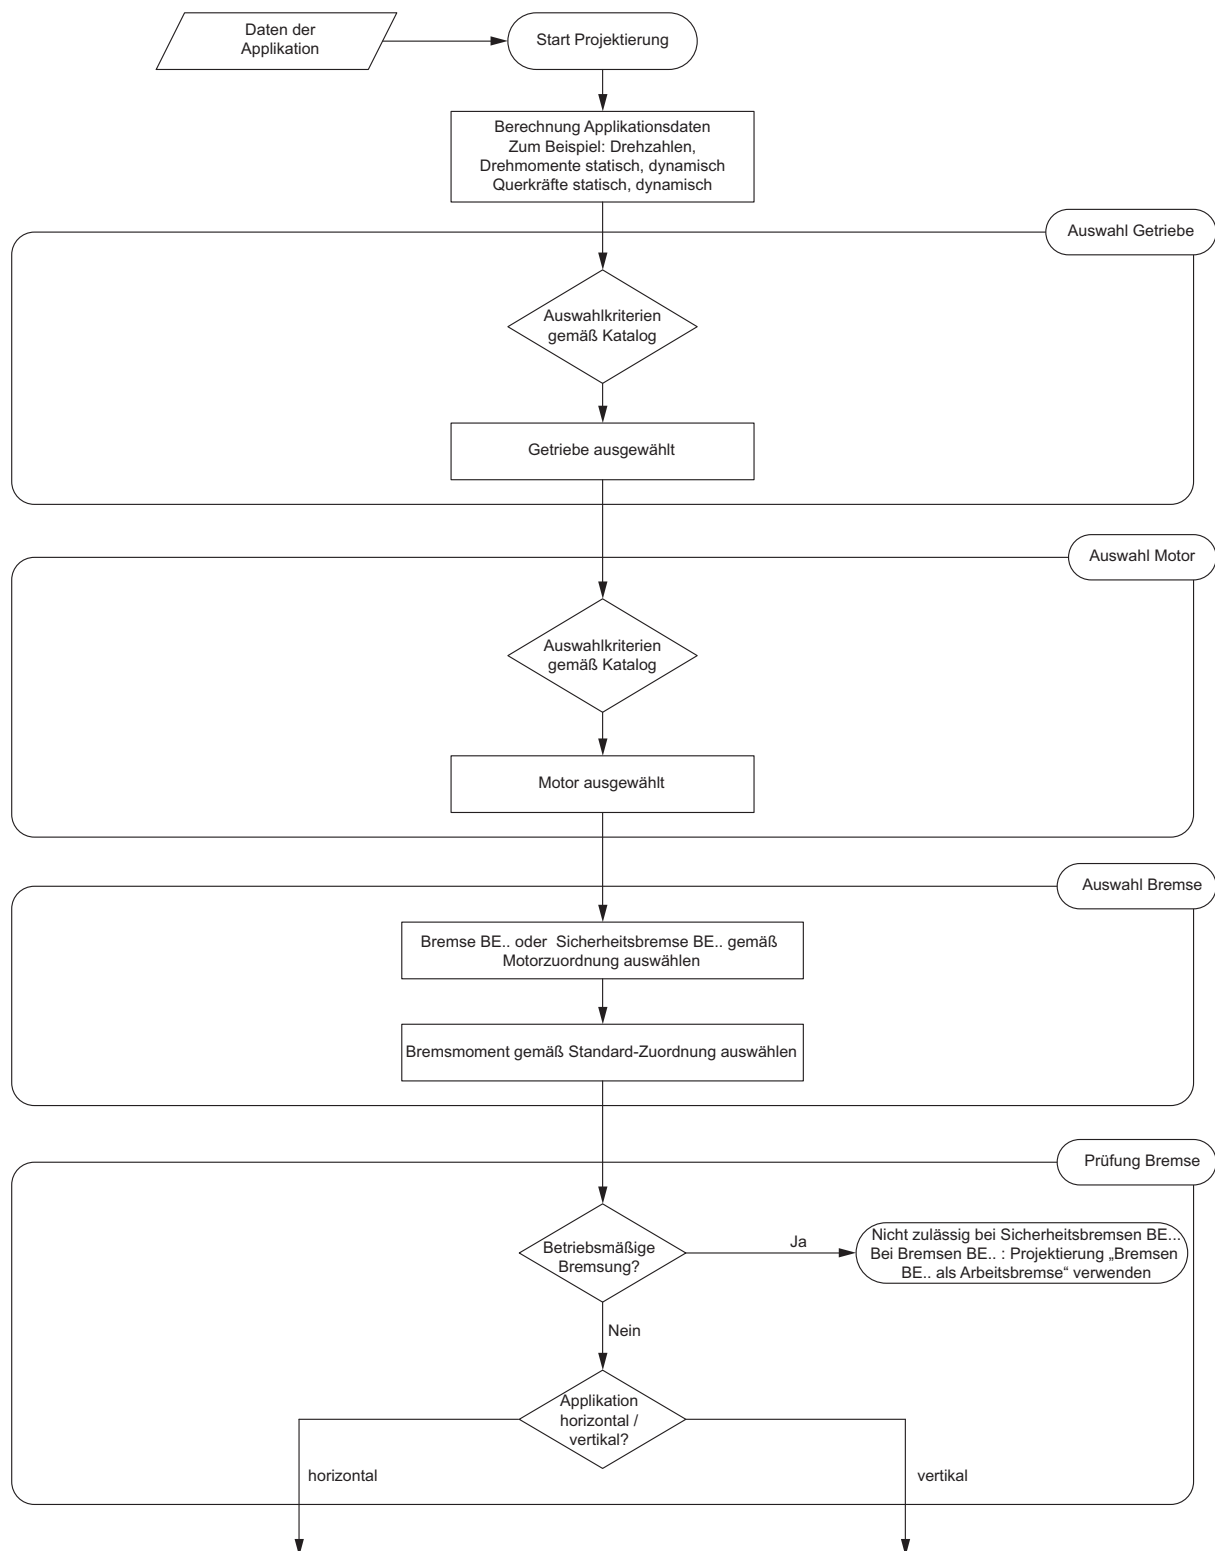 Daten der
Applikation
Start Projektierung
Berechnung Applikationsdaten
Zum Beispiel: Drehzahlen,
Drehmomente statisch, dynamisch
Querkräfte statisch, dynamisch
Auswahl Getriebe
Auswahlkriterien
gemäß Katalog
Getriebe ausgewählt
Auswahl Motor
Auswahlkriterien
gemäß Katalog
Motor ausgewählt
Auswahl Bremse
Bremse BE.. oder Sicherheitsbremse BE.. gemäß
Motorzuordnung auswählen
Bremsmoment gemäß Standard-Zuordnung auswählen
Prüfung Bremse
Betriebsmäßige
Bremsung?
Ja
Nicht zulässig bei Sicherheitsbremsen BE...
Bei Bremsen BE.. : Projektierung „Bremsen
BE.. als Arbeitsbremse“ verwenden
Nein
Applikation
horizontal /
vertikal?
horizontal
vertikal